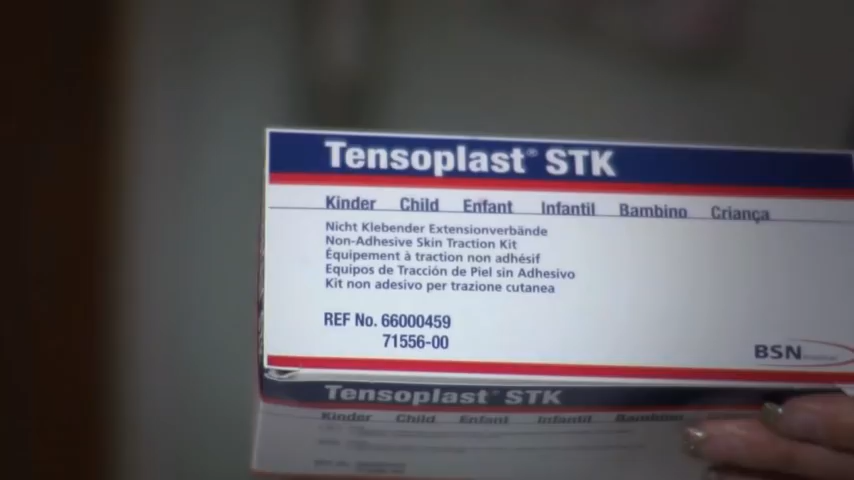 Tensoplast® STK
Kinder Child Enfant Infantil Bambino Criança
Nicht Klebender Extensionverbände
Non-Adhesive Skin Traction Kit
Équipement à traction non adhésif
Equipos de Tracción de Piel sin Adhesivo
Kit non adesivo per trazione cutanea
REF No. 66000459
71556-00
BSN
Tensoplast® STK
Kinder Child Enfant Infantil Bambino